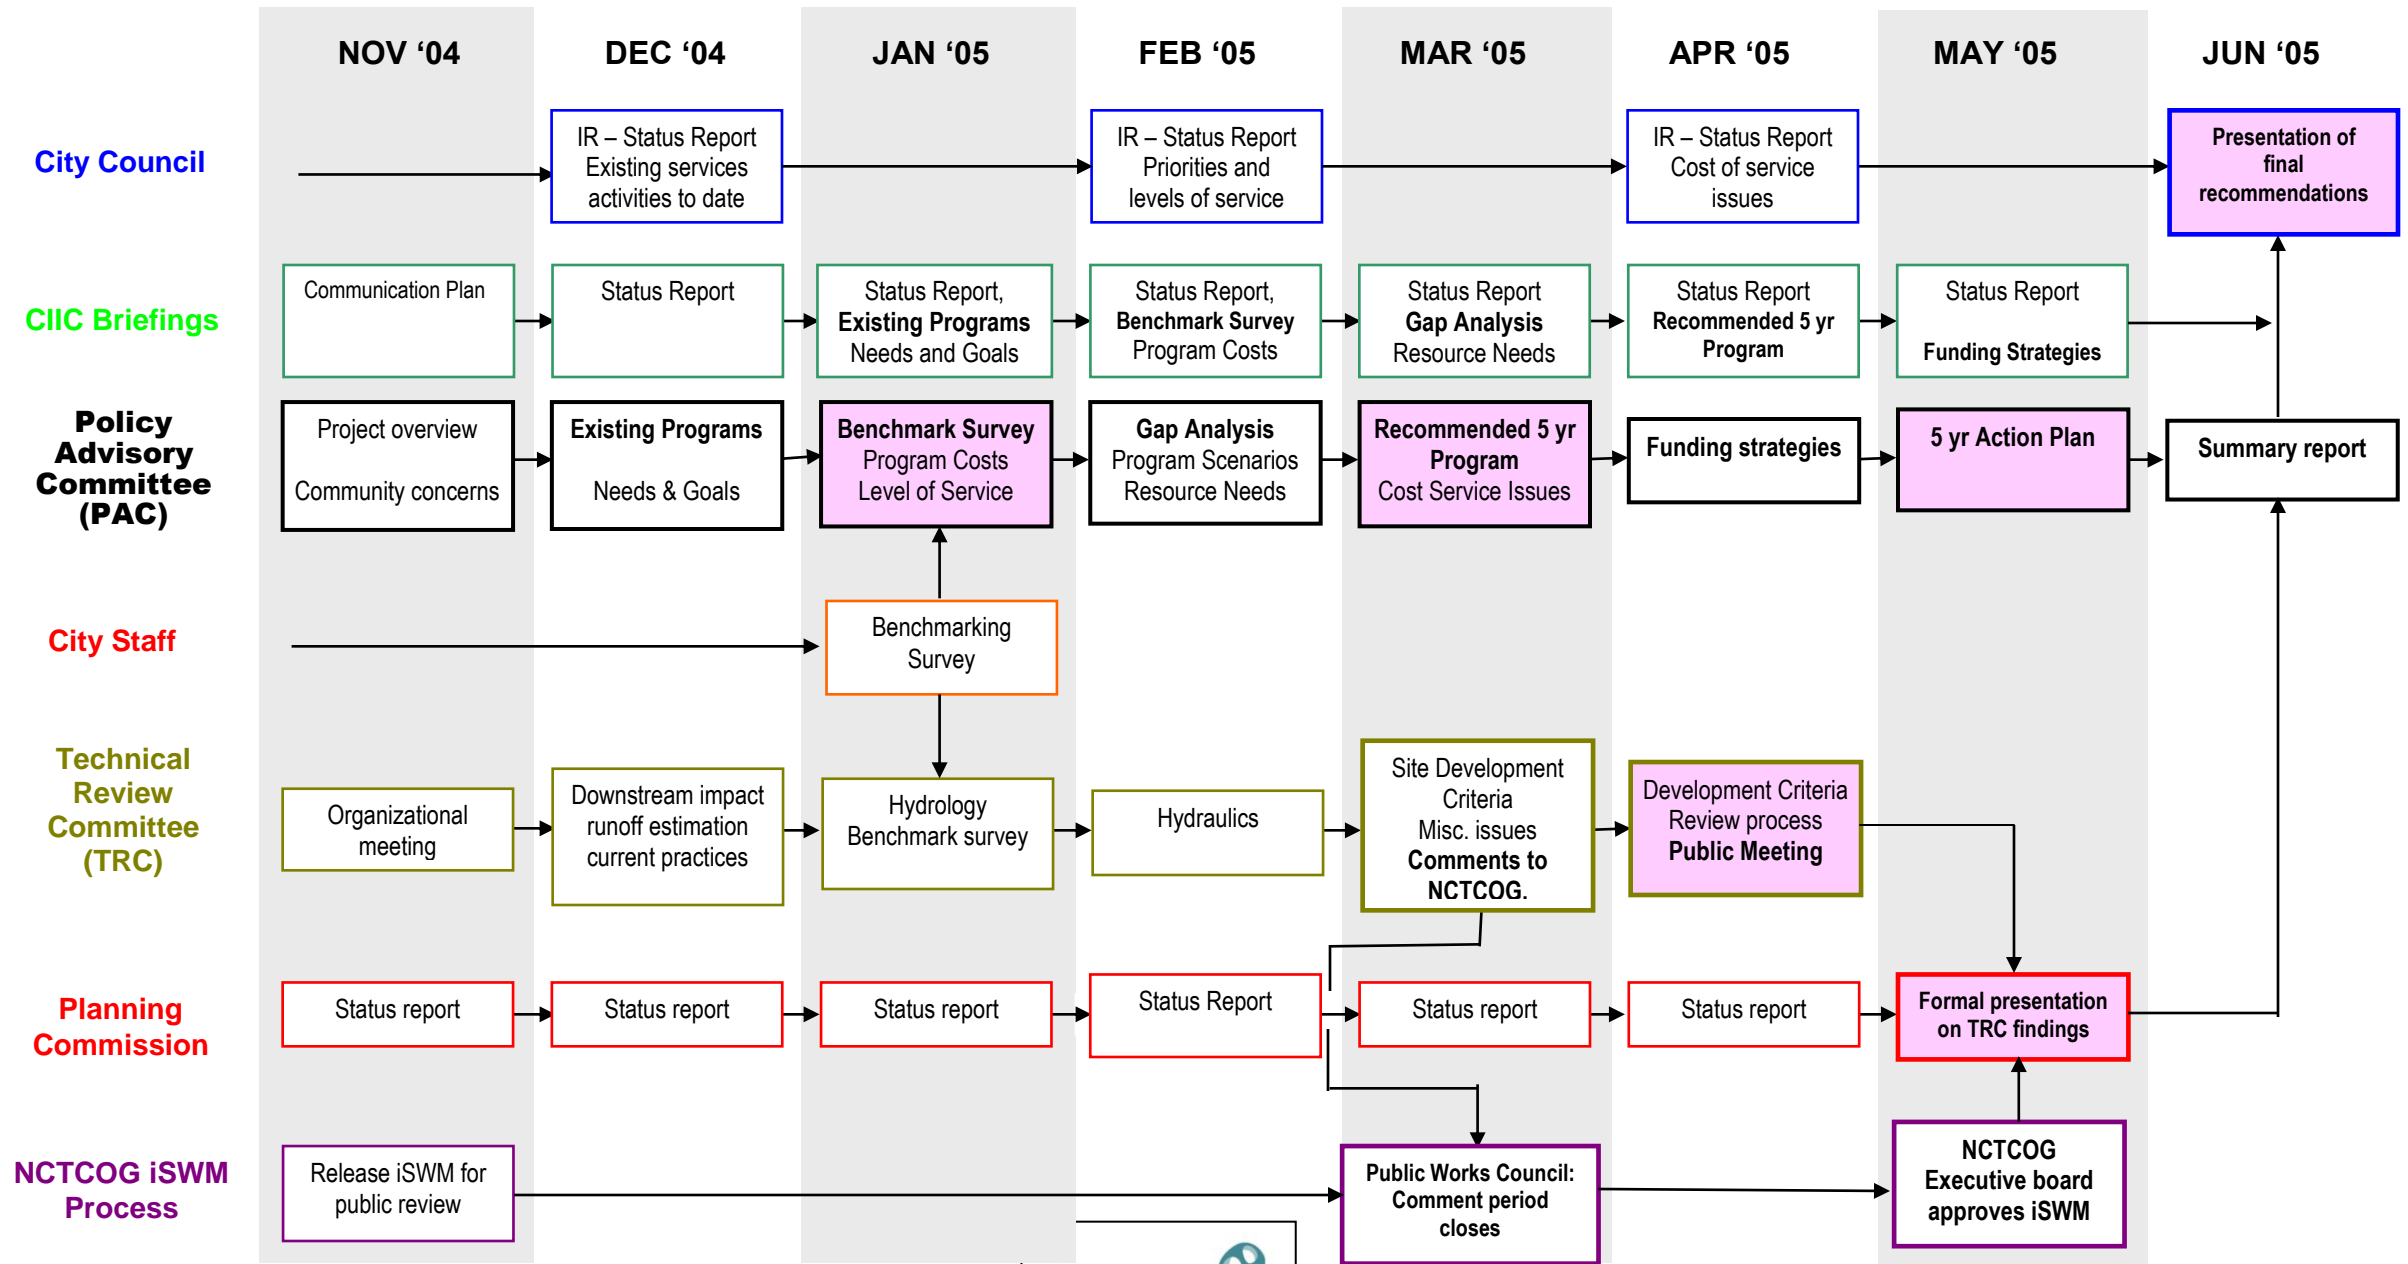 NOV ‘04
DEC ‘04
JAN ‘05
FEB ‘05
MAR ‘05
APR ‘05
MAY ‘05
JUN ‘05
City Council
IR – Status Report
Existing services
activities to date
IR – Status Report
Priorities and
levels of service
IR – Status Report
Cost of service
issues
Presentation of
final
recommendations
CIIC Briefings
Communication Plan
Status Report
Status Report,
Existing Programs
Needs and Goals
Status Report,
Benchmark Survey
Program Costs
Status Report
Gap Analysis
Resource Needs
Status Report
Recommended 5 yr
Program
Status Report
Funding Strategies
Policy
Advisory
Committee
(PAC)
Project overview
Community concerns
Existing Programs
Needs & Goals
Benchmark Survey
Program Costs
Level of Service
Gap Analysis
Program Scenarios
Resource Needs
Recommended 5 yr
Program
Cost Service Issues
Funding strategies
5 yr Action Plan
Summary report
City Staff
Benchmarking
Survey
Technical
Review
Committee
(TRC)
Organizational
meeting
Downstream impact
runoff estimation
current practices
Hydrology
Benchmark survey
Hydraulics
Site Development
Criteria
Misc. issues
Comments to
NCTCOG.
Development Criteria
Review process
Public Meeting
Planning
Commission
Status report
Status report
Status report
Status Report
Status report
Status report
Formal presentation
on TRC findings
NCTCOG iSWM
Process
Release iSWM for
public review
Public Works Council:
Comment period
closes
NCTCOG
Executive board
approves iSWM